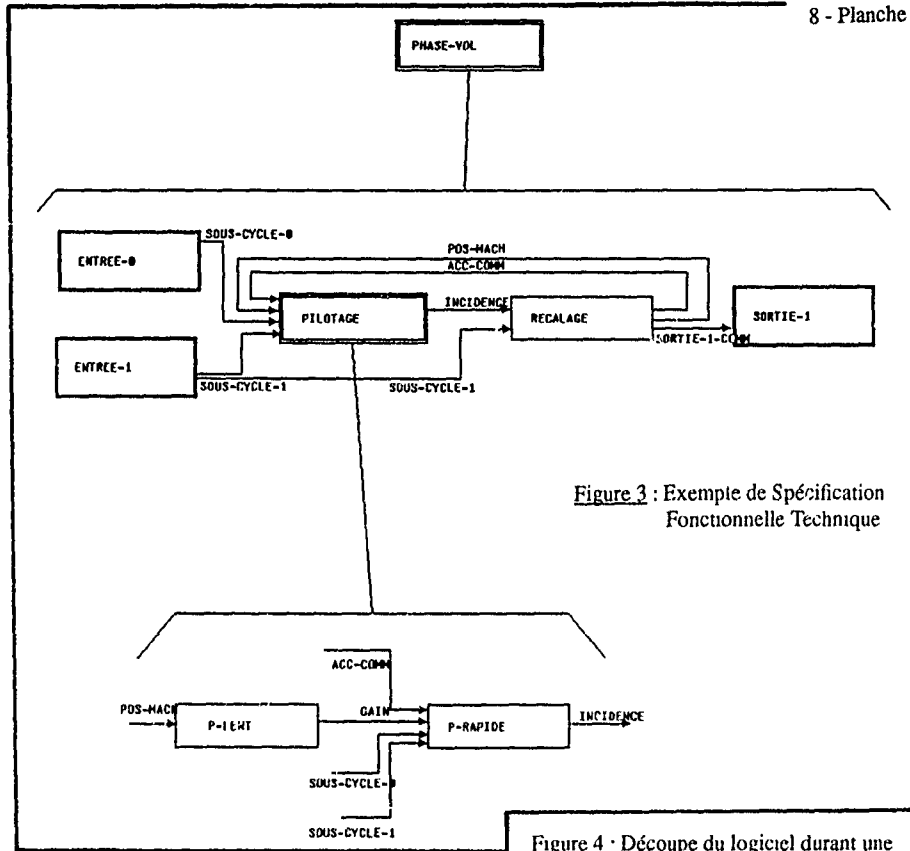 8 - Planche
PHASE-VOL
SOUS-CYCLE-0
ENTREE-0
POS-MACH
ACC-COMM
INCIDENCE
PILOTAGE
RECALAGE
SORTIE-1
SORTIE-1-COMM
ENTREE-1
SOUS-CYCLE-1
SOUS-CYCLE-1
Figure 3 : Exemple de Spécification
Fonctionnelle Technique
ACC-COMM
POS-MACH
GAIN
INCIDENCE
P-LENT
P-RAPIDE
SOUS-CYCLE-0
SOUS-CYCLE-1
Figure 4 : Découpe du logiciel durant une